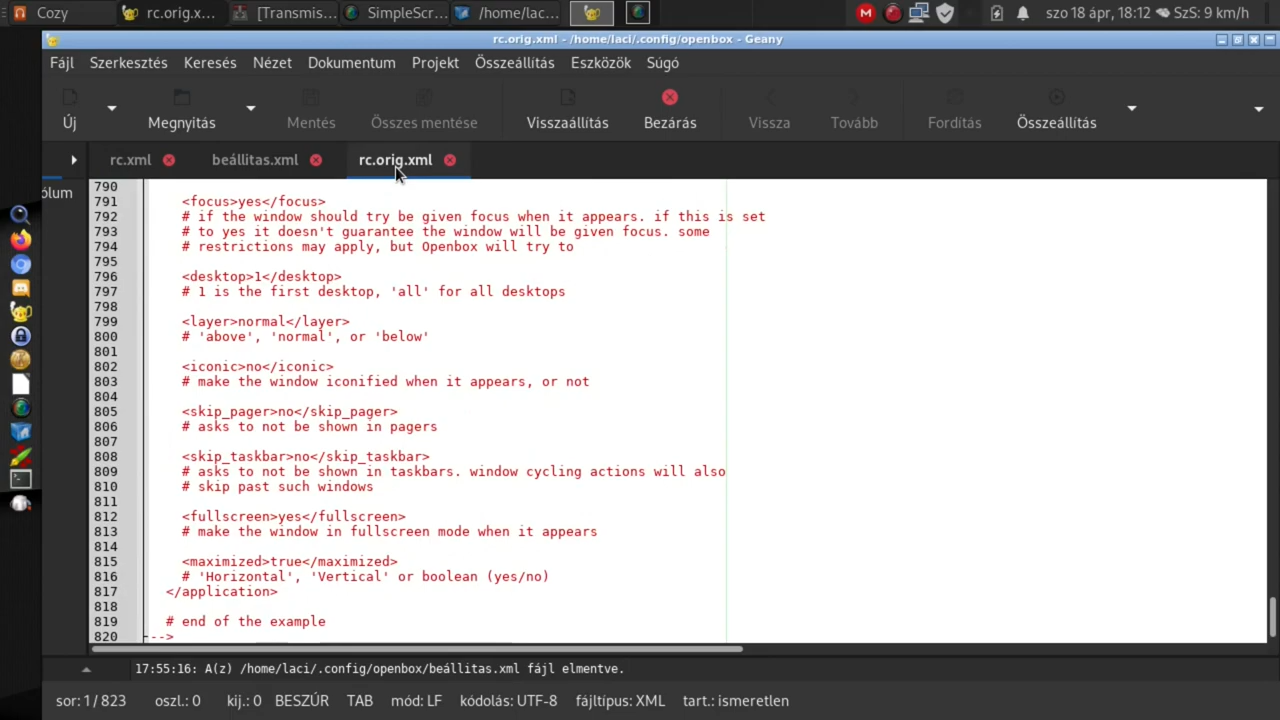 Cozy
rc.orig.x...
[Transmis...
SimpleScr...
/home/lac...
M
szo 18 ápr, 18:12
SzS: 9 km/h
rc.orig.xml - /home/laci/.config/openbox - Geany
Fájl Szerkesztés Keresés Nézet Dokumentum Projekt Összeállítás Eszközök Súgó
Új Megnyitás Mentés Összes mentése Visszaállítás Bezárás Vissza Tovább Fordítás Összeállítás
rc.xml beállitas.xml rc.orig.xml
ólum
790
791 <focus>yes</focus>
792 # if the window should try be given focus when it appears. if this is set
793 # to yes it doesn't guarantee the window will be given focus. some
794 # restrictions may apply, but Openbox will try to
795
796 <desktop>1</desktop>
797 # 1 is the first desktop, 'all' for all desktops
798
799 <layer>normal</layer>
800 # 'above', 'normal', or 'below'
801
802 <iconic>no</iconic>
803 # make the window iconified when it appears, or not
804
805 <skip_pager>no</skip_pager>
806 # asks to not be shown in pagers
807
808 <skip_taskbar>no</skip_taskbar>
809 # asks to not be shown in taskbars. window cycling actions will also
810 # skip past such windows
811
812 <fullscreen>yes</fullscreen>
813 # make the window in fullscreen mode when it appears
814
815 <maximized>true</maximized>
816 # 'Horizontal', 'Vertical' or boolean (yes/no)
817 </application>
818
819 # end of the example
820 -->
17:55:16: A(z) /home/laci/.config/openbox/beállitas.xml fájl elmentve.
sor: 1 / 823 oszl.: 0 kij.: 0 BESZÚR TAB mód: LF kódolás: UTF-8 fájltípus: XML tart.: ismeretlen